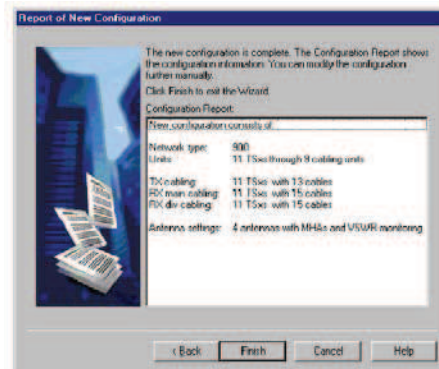 Report of New Configuration
The new configuration is complete. The Configuration Report shows
the configuration information. You can modify the configuration
further manually.
Click Finish to exit the Wizard.
Configuration Report:
New configuration consists of:
Network type: 900
Units: 11 TSxx through 9 cabling units
TX cabling: 11 TSxx with 13 cables
RX main cabling: 11 TSxx with 15 cables
RX div cabling: 11 TSxx with 15 cables
Antenna settings: 4 antennas with MHAs and VSWR monitoring
< Back
Finish
Cancel
Help